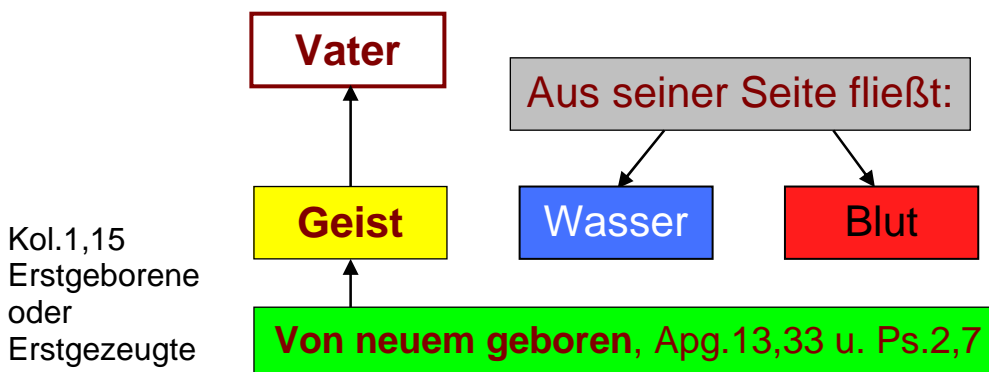 Vater
Aus seiner Seite fließt:
Geist
Wasser
Blut
Kol.1,15
Erstgeborene
oder
Erstgezeugte
Von neuem geboren, Apg.13,33 u. Ps.2,7